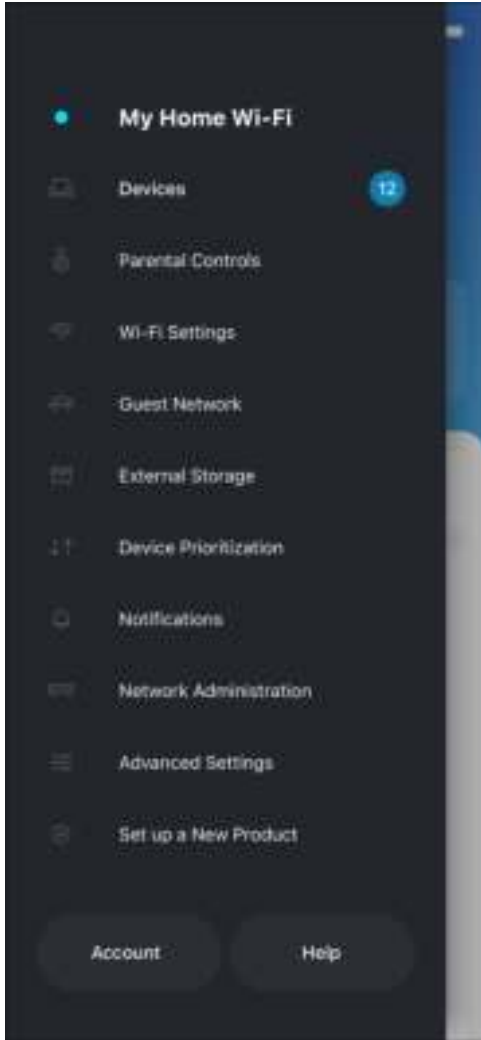 My Home Wi-Fi
Devices 12
Parental Controls
Wi-Fi Settings
Guest Network
External Storage
Device Prioritization
Notifications
Network Administration
Advanced Settings
Set up a New Product
Account Help